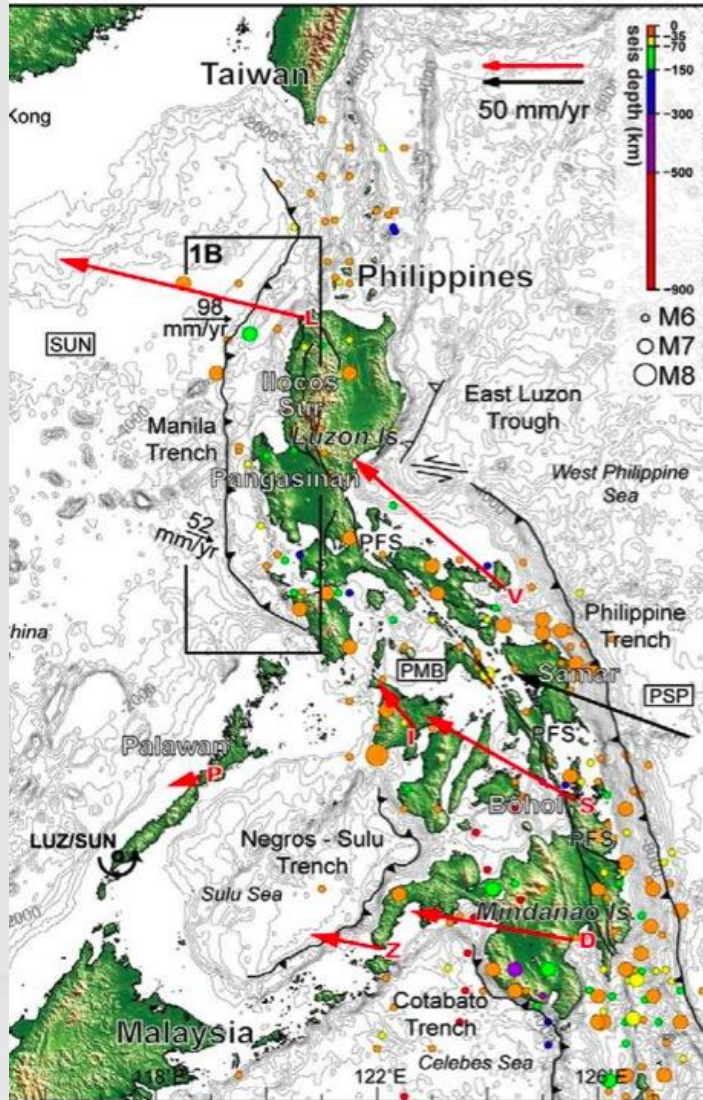 Taiwan
Kong
50 mm/yr
seis depth (km)
0
-35
-70
-150
-300
-500
-900
M6
M7
M8
1B
Philippines
L
98
mm/yr
SUN
Ilocos
Sur
East Luzon
Trough
Manila
Trench
Luzon Is.
Pangasinan
West Philippine
Sea
52
mm/yr
PFS
V
Philippine
Trench
PMB
Samar
PSP
Palawan
P
I
PFS
S
Bohol
LUZ/SUN
Negros - Sulu
Trench
PFS
Sulu Sea
Mindanao Is.
D
Z
Cotabato
Trench
Malaysia
Celebes Sea
118 E
122 E
126 E